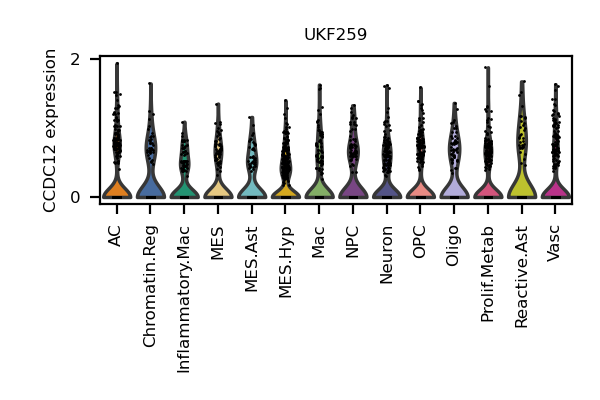 UKF259
CCDC12 expression
2
0
AC
Chromatin.Reg
Inflammatory.Mac
MES
MES.Ast
MES.Hyp
Mac
NPC
Neuron
OPC
Oligo
Prolif.Metab
Reactive.Ast
Vasc